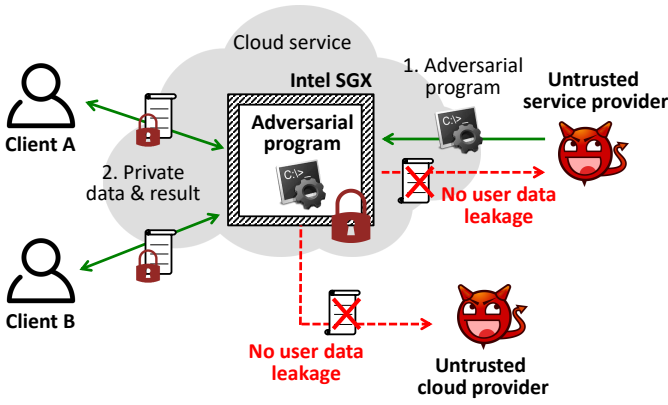 Cloud service
1. Adversarial
program
Intel SGX
Untrusted
service provider
Client A
Adversarial
program
C:\>_
C:\>_
2. Private
data & result
No user data
leakage
Client B
No user data
leakage
Untrusted
cloud provider